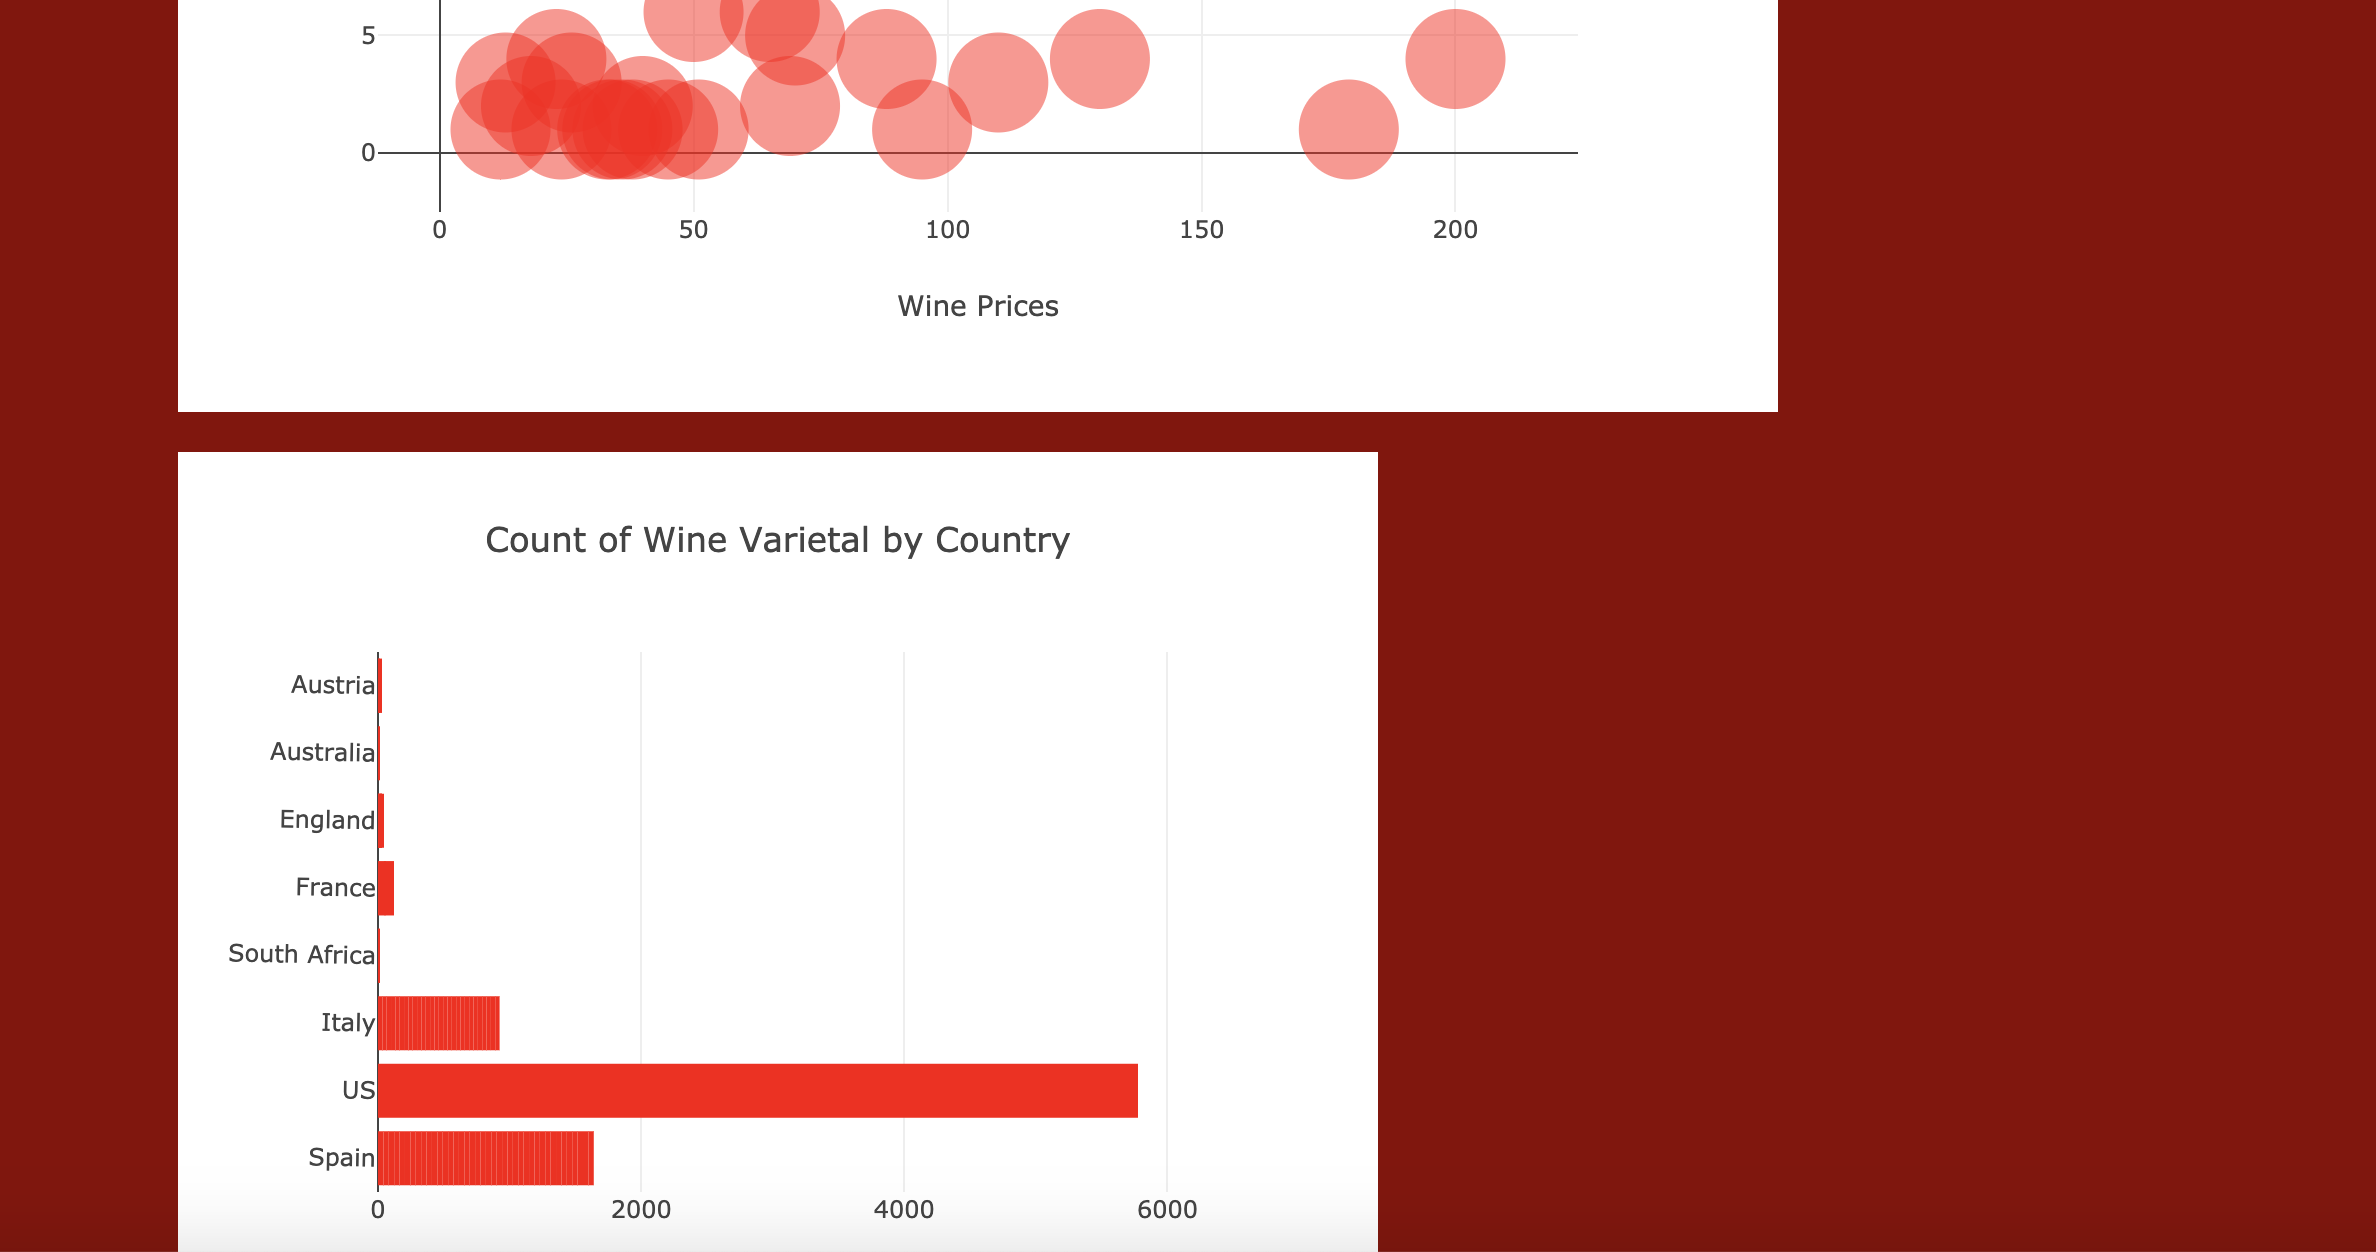 5
0
0 50 100 150 200
Wine Prices
Count of Wine Varietal by Country
Austria
Australia
England
France
South Africa
Italy
US
Spain
0 2000 4000 6000